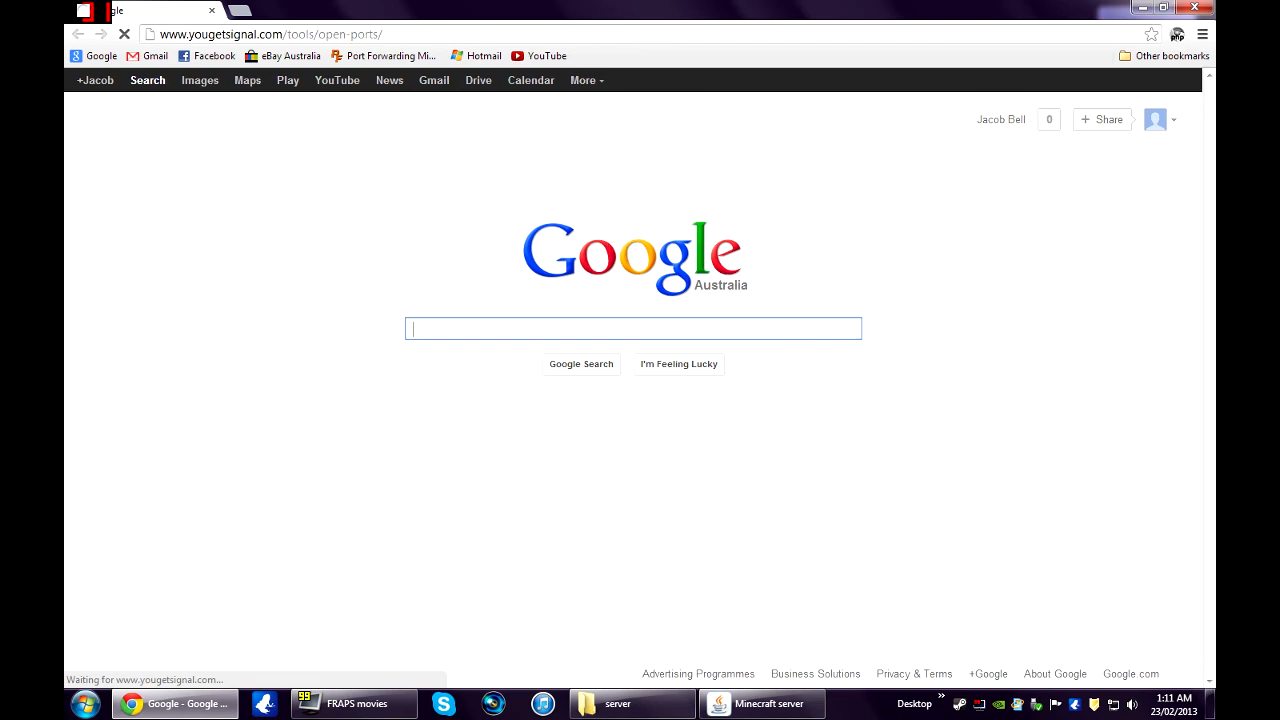 gle
www.yougetsignal.com/tools/open-ports/
Google Gmail Facebook eBay Australia Port Forwarding Mi... Hotmail YouTube Other bookmarks
+Jacob Search Images Maps Play YouTube News Gmail Drive Calendar More
Jacob Bell 0 + Share
Google
Australia
Google Search I'm Feeling Lucky
Advertising Programmes Business Solutions Privacy & Terms +Google About Google Google.com
Waiting for www.yougetsignal.com...
Google - Google ... 99 FRAPS movies server Minecraft server Desktop » 1:11 AM
23/02/2013